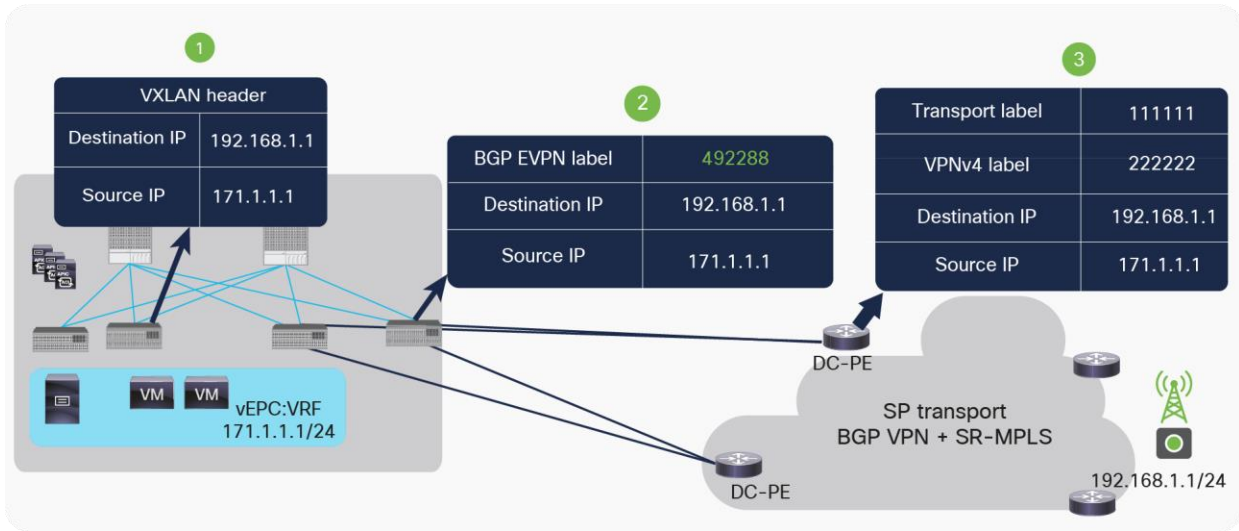 1
VXLAN header
Destination IP 192.168.1.1
Source IP 171.1.1.1
2
BGP EVPN label 492288
Destination IP 192.168.1.1
Source IP 171.1.1.1
3
Transport label 111111
VPNv4 label 222222
Destination IP 192.168.1.1
Source IP 171.1.1.1
APIC
VM VM
vEPC:VRF
171.1.1.1/24
DC-PE
DC-PE
SP transport
BGP VPN + SR-MPLS
192.168.1.1/24